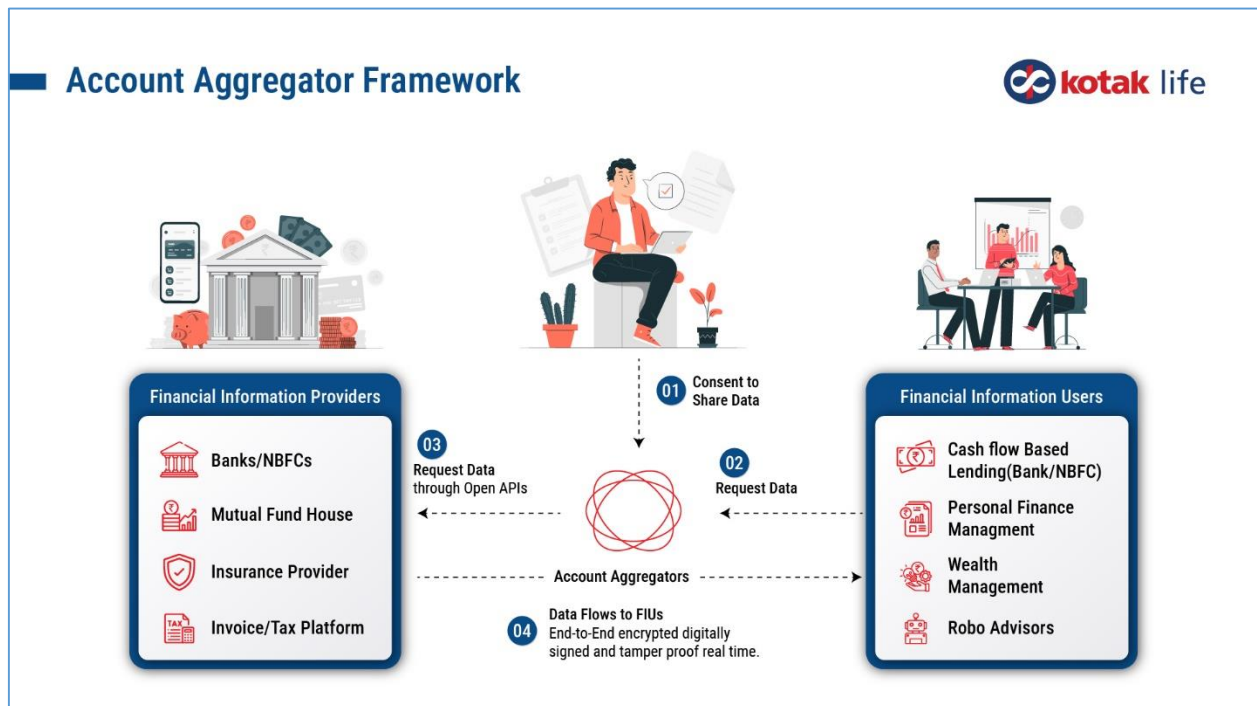 Account Aggregator Framework
kotak life
Financial Information Providers
Banks/NBFCs
Mutual Fund House
Insurance Provider
TAX
Invoice/Tax Platform
01
Consent to
Share Data
03
Request Data
through Open APIs
02
Request Data
Account Aggregators
04
Data Flows to FIUs
End-to-End encrypted digitally
signed and tamper proof real time.
Financial Information Users
Cash flow Based
Lending(Bank/NBFC)
Personal Finance
Managment
Wealth
Management
Robo Advisors